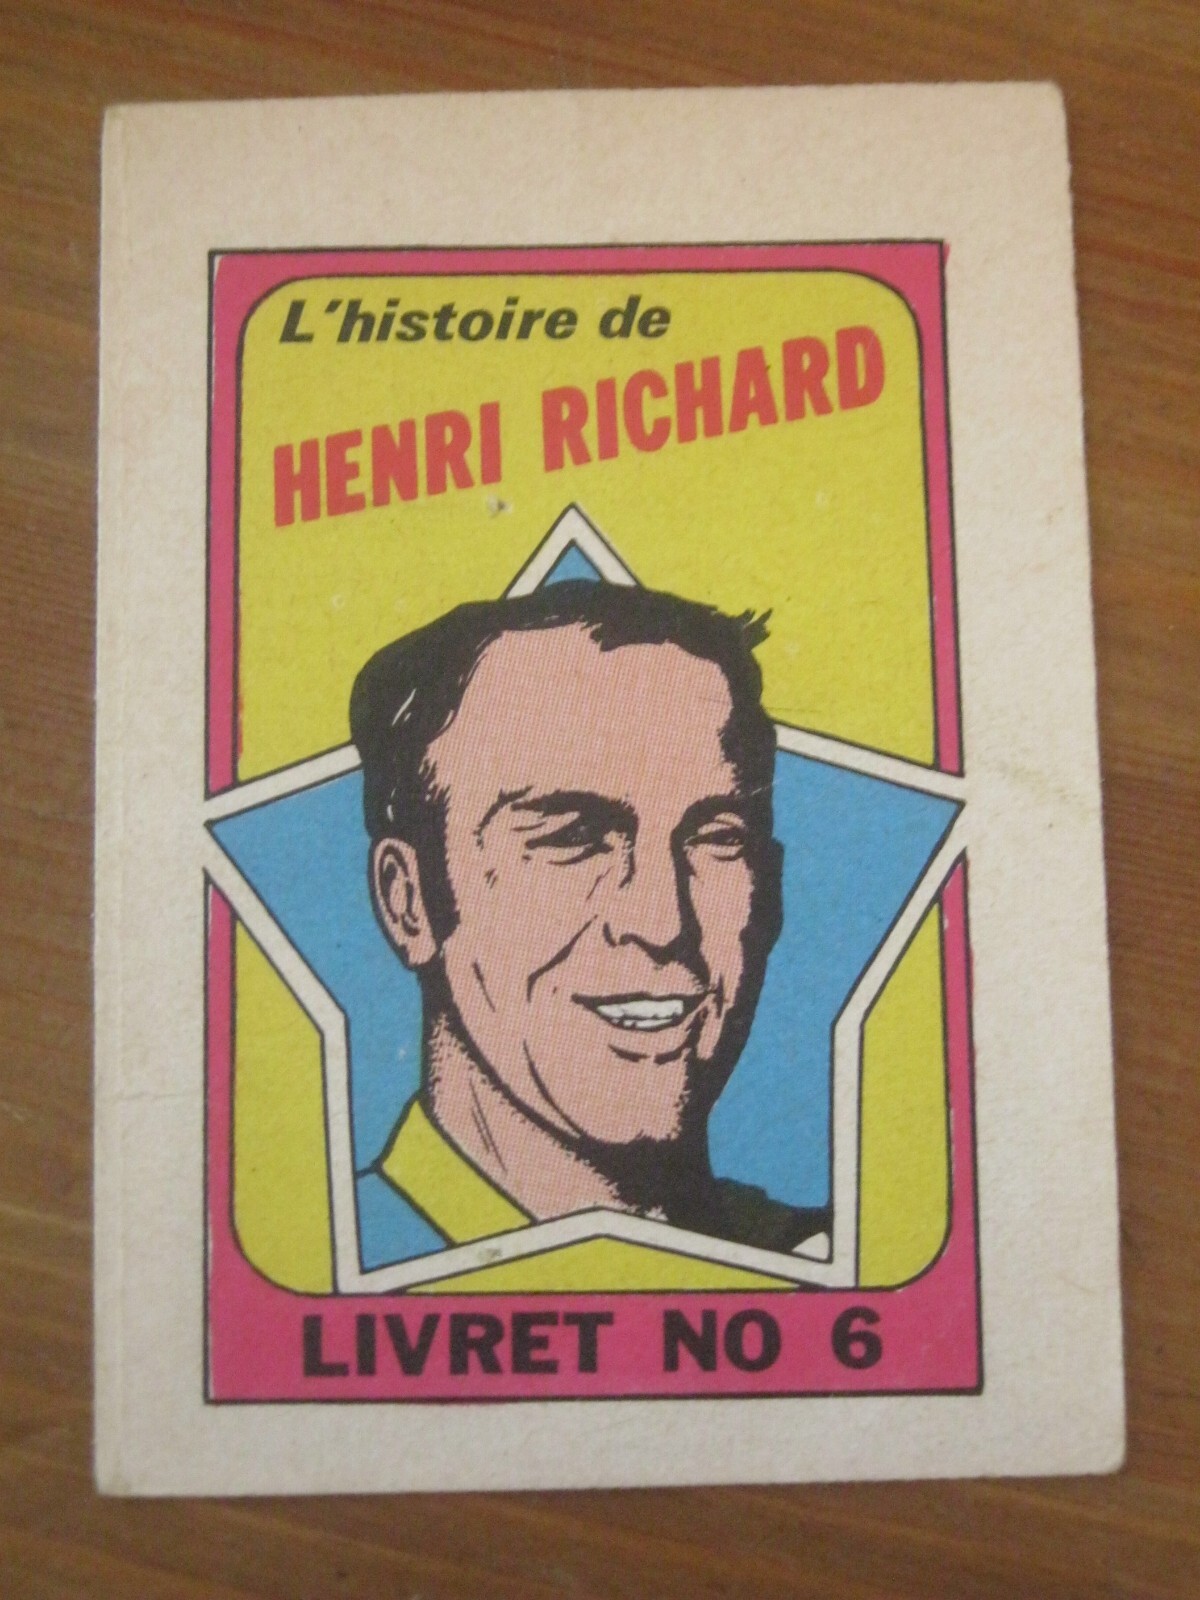 L'histoire de
HENRI RICHARD
LIVRET NO 6